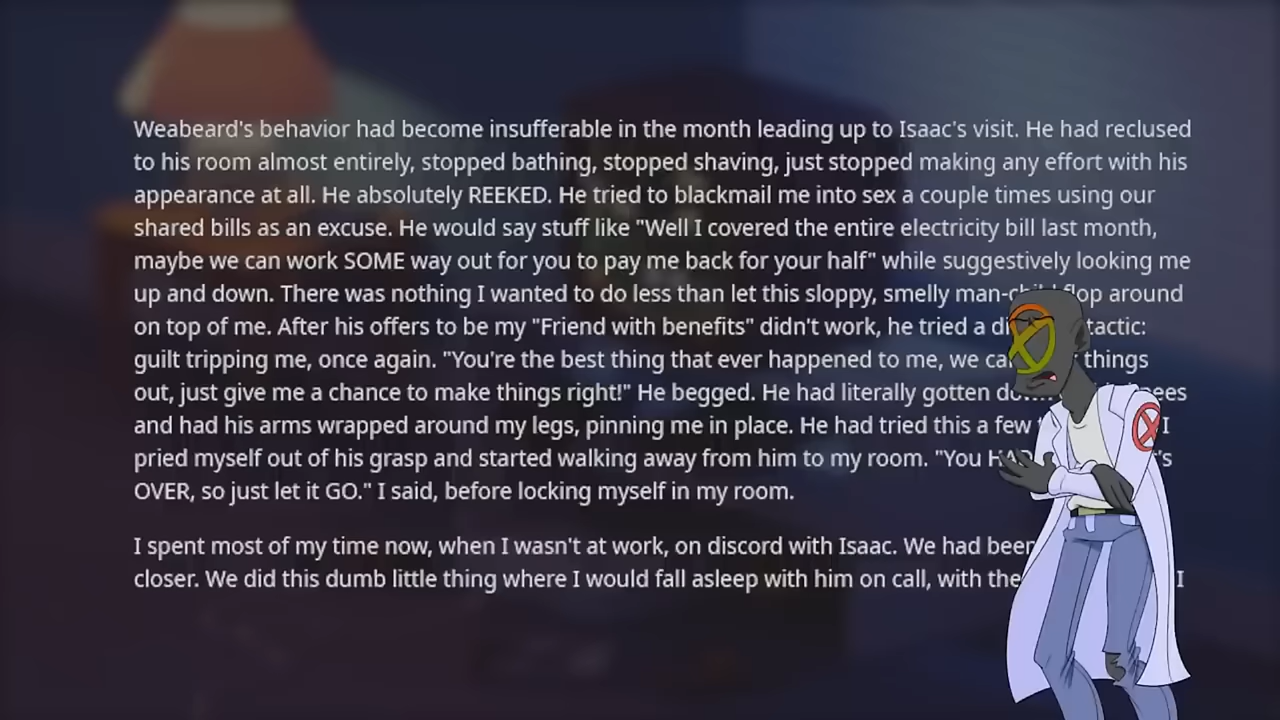 Weabeard's behavior had become insufferable in the month leading up to Isaac's visit. He had reclused
to his room almost entirely, stopped bathing, stopped shaving, just stopped making any effort with his
appearance at all. He absolutely REEKED. He tried to blackmail me into sex a couple times using our
shared bills as an excuse. He would say stuff like "Well I covered the entire electricity bill last month,
maybe we can work SOME way out for you to pay me back for your half" while suggestively looking me
up and down. There was nothing I wanted to do less than let this sloppy, smelly man-child flop around
on top of me. After his offers to be my "Friend with benefits" didn't work, he tried a tactic:
guilt tripping me, once again. "You're the best thing that ever happened to me, we things
out, just give me a chance to make things right!" He begged. He had literally gotten
and had his arms wrapped around my legs, pinning me in place. He had tried this a few I
pried myself out of his grasp and started walking away from him to my room. "You
OVER, so just let it GO." I said, before locking myself in my room.
I spent most of my time now, when I wasn't at work, on discord with Isaac. We had been
closer. We did this dumb little thing where I would fall asleep with him on call, with I